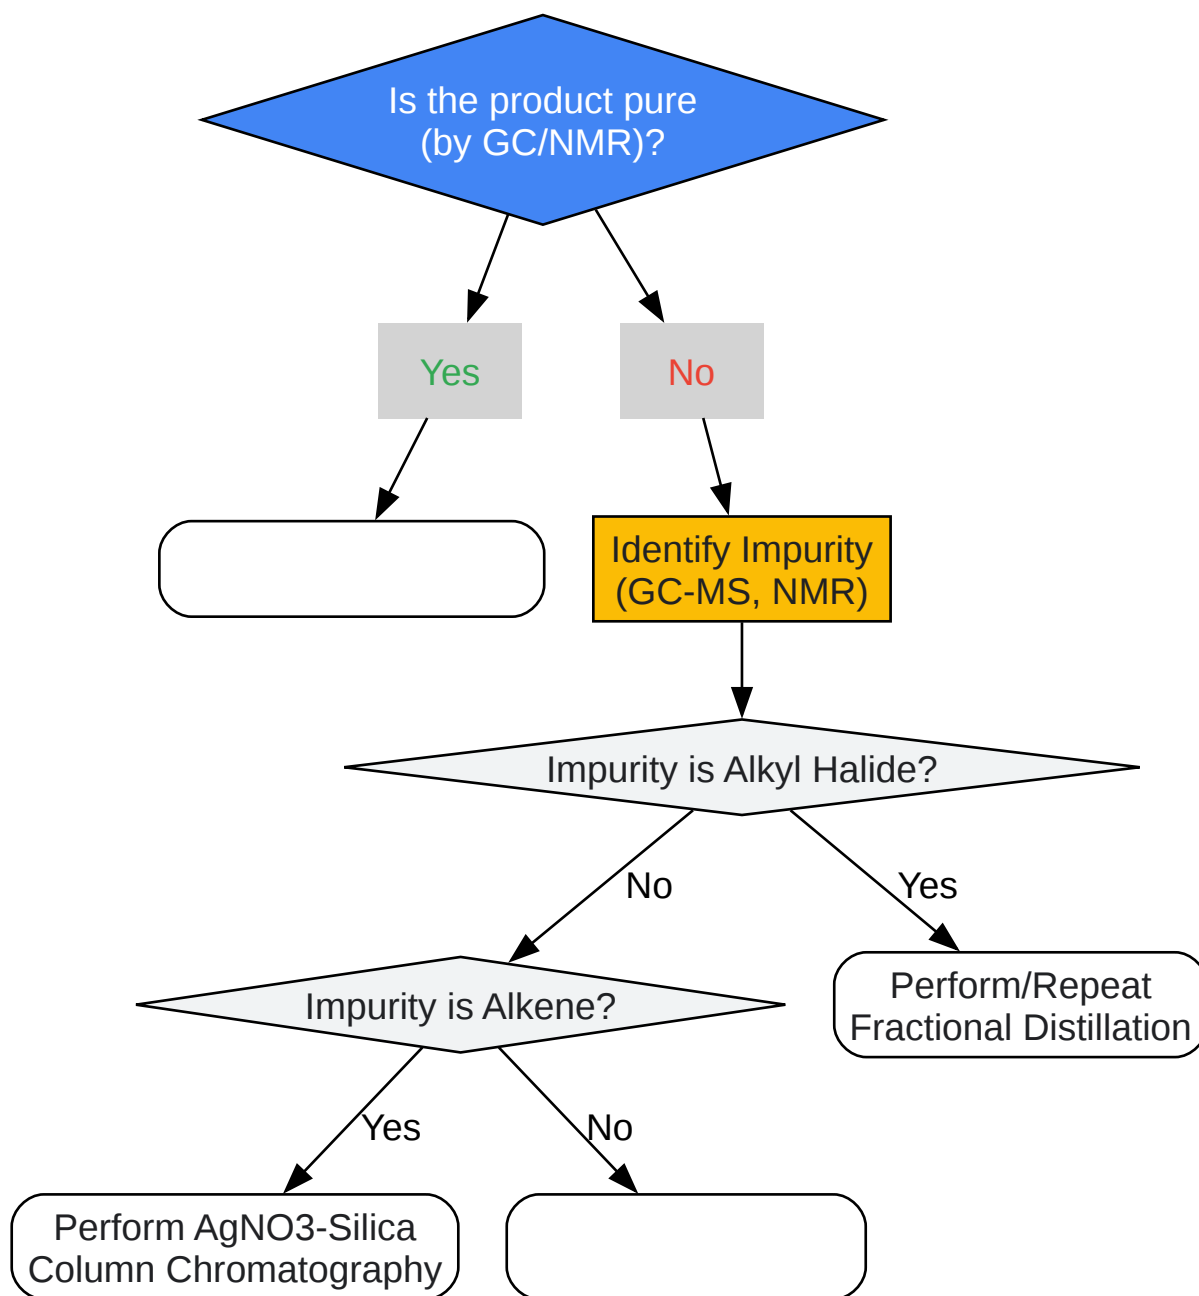 Is the product pure
(by GC/NMR)?
Yes
No
Identify Impurity
(GC-MS, NMR)
Impurity is Alkyl Halide?
No
Yes
Impurity is Alkene?
Perform/Repeat
Fractional Distillation
Yes
No
Perform AgNO3-Silica
Column Chromatography